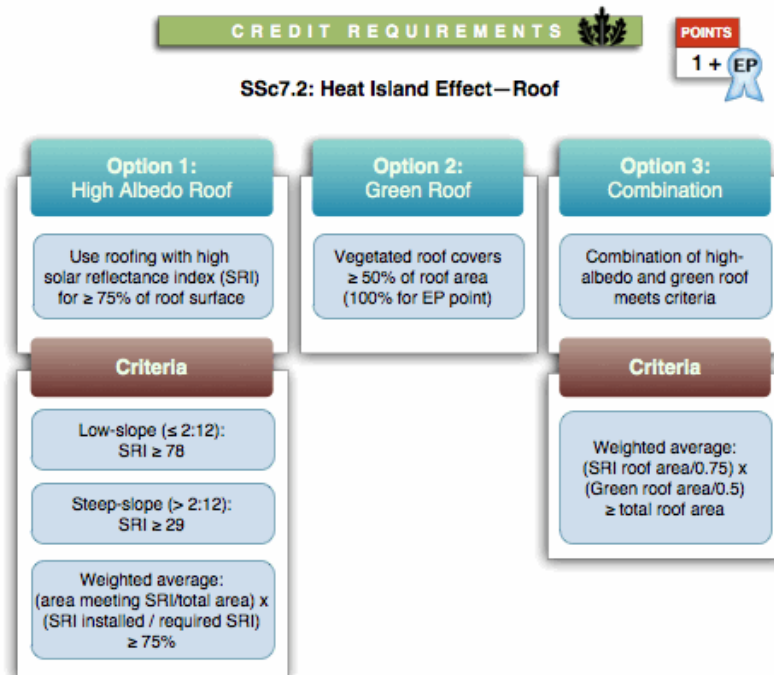 CREDIT REQUIREMENTS
POINTS
1 + EP
SSc7.2: Heat Island Effect—Roof
Option 1:
High Albedo Roof
Use roofing with high
solar reflectance index (SRI)
for ≥ 75% of roof surface
Criteria
Low-slope (≤ 2:12):
SRI ≥ 78
Steep-slope (> 2:12):
SRI ≥ 29
Weighted average:
(area meeting SRI/total area) x
(SRI installed / required SRI)
≥ 75%
Option 2:
Green Roof
Vegetated roof covers
≥ 50% of roof area
(100% for EP point)
Option 3:
Combination
Combination of high-
albedo and green roof
meets criteria
Criteria
Weighted average:
(SRI roof area/0.75) x
(Green roof area/0.5)
≥ total roof area